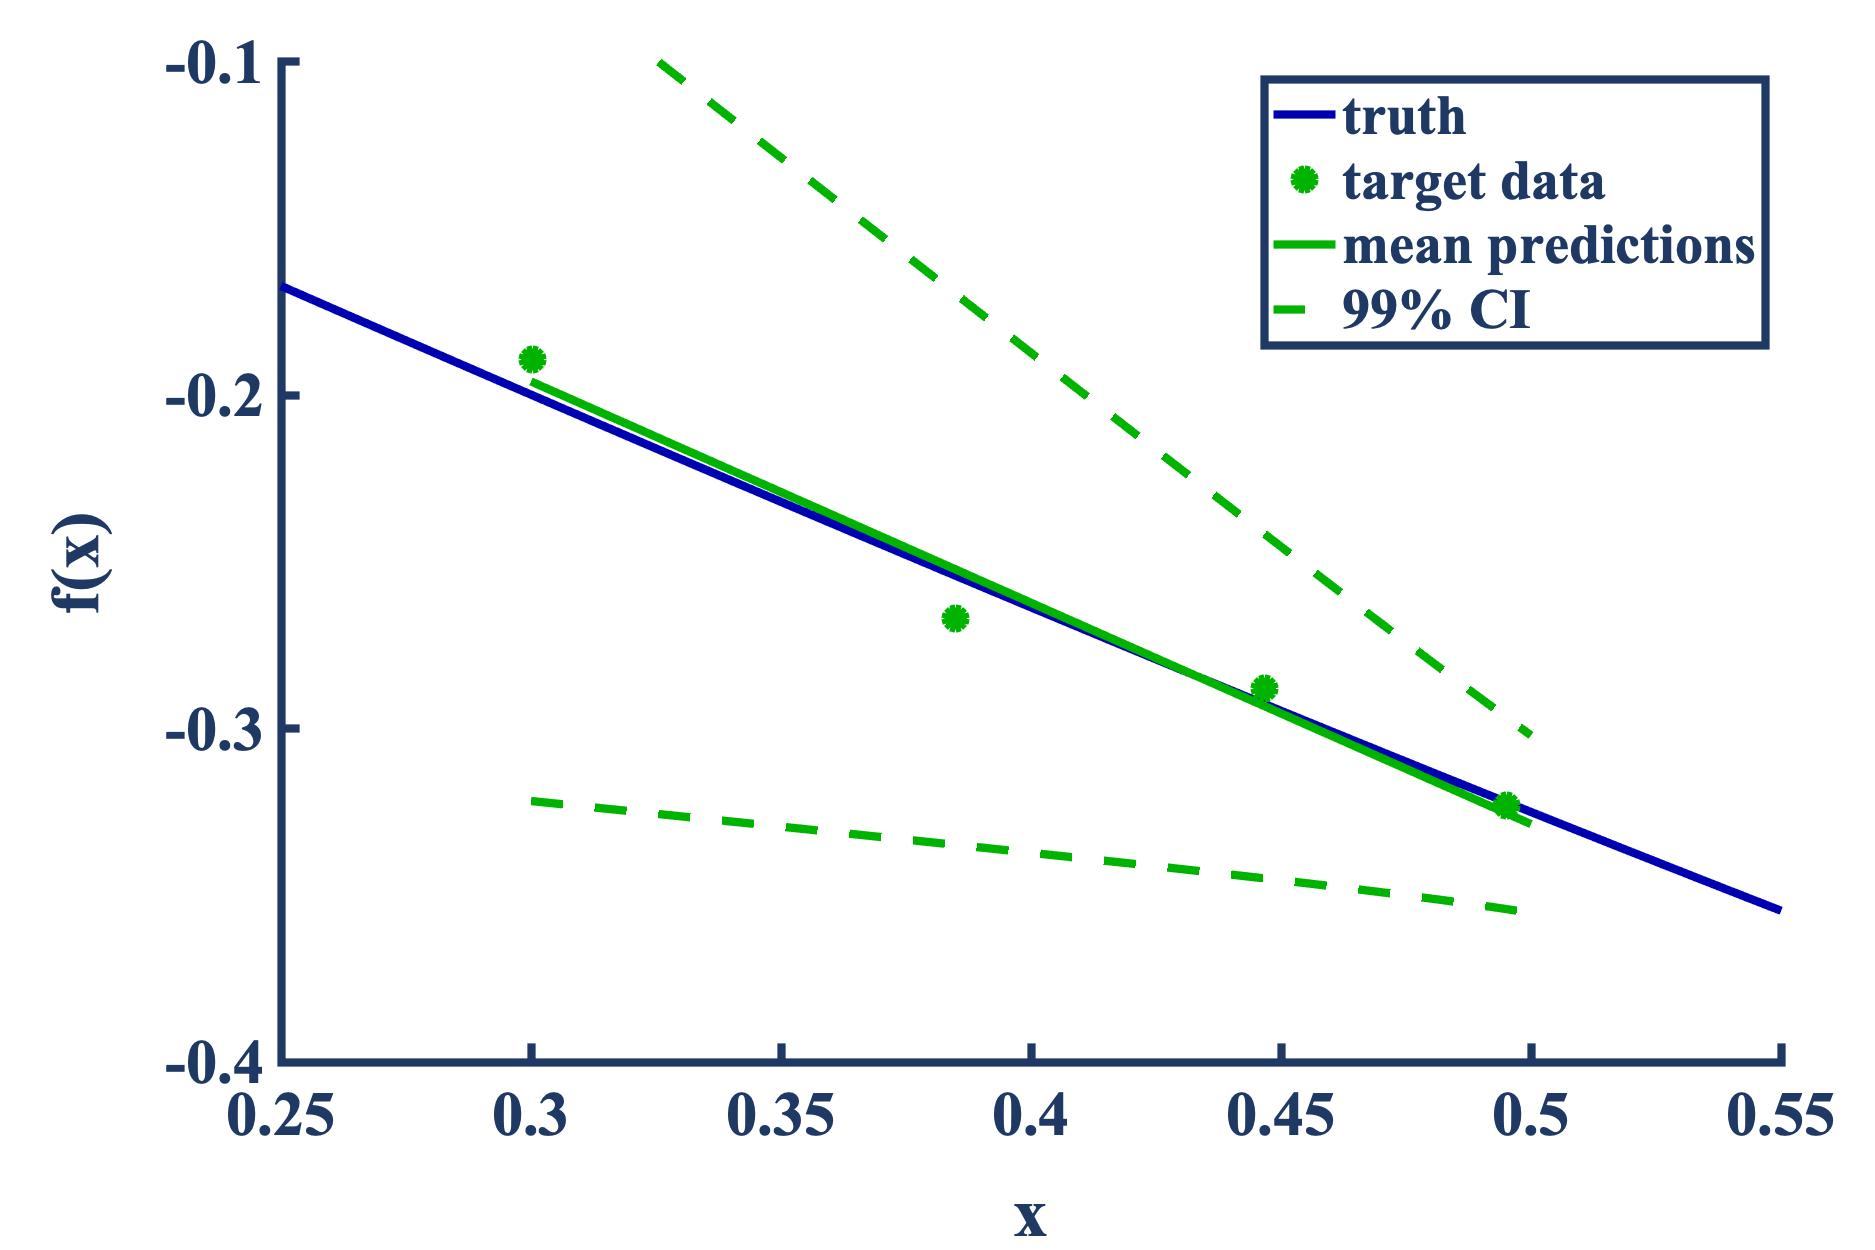 -0.1
-0.2
-0.3
-0.4
f(x)
0.25 0.3 0.35 0.4 0.45 0.5 0.55
x
truth
target data
mean predictions
99% CI